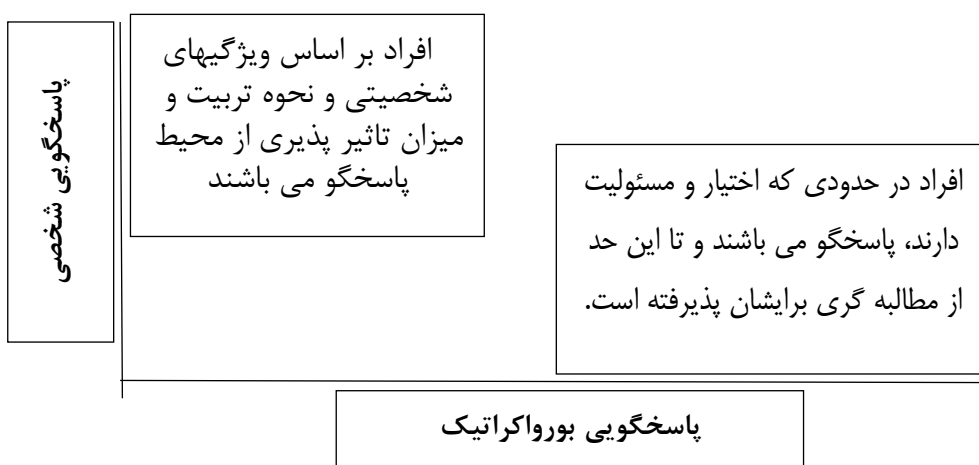 پاسخگویی شخصی
افراد بر اساس ویژگیهای
شخصیتی و نحوه تربیت و
میزان تاثیر پذیری از محیط
پاسخگو می باشند
افراد در حدودی که اختیار و مسئولیت
دارند، پاسخگو می باشند و تا این حد
از مطالبه گری برایشان پذیرفته است.
پاسخگویی بورواکراتیک